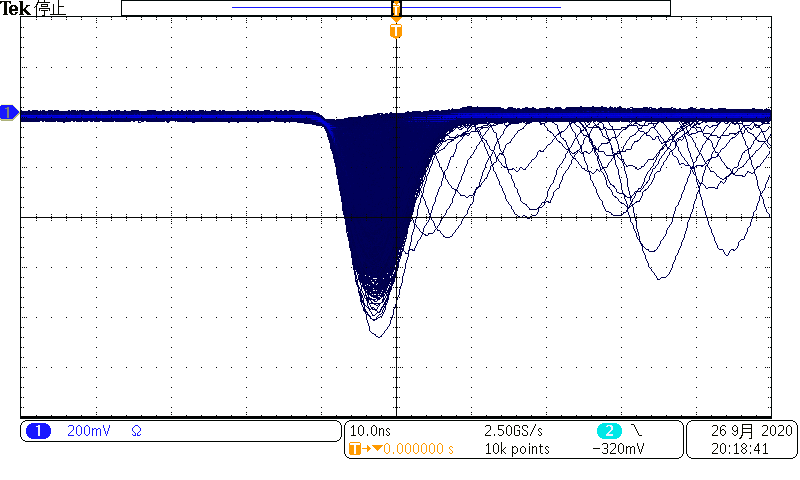 Tek 停止
T
T
1
1 200mV Ω
10.0ns 2.50GS/s 2 -320mV
T→▼0.000000 s 10k points
26 9月 2020
20:18:41